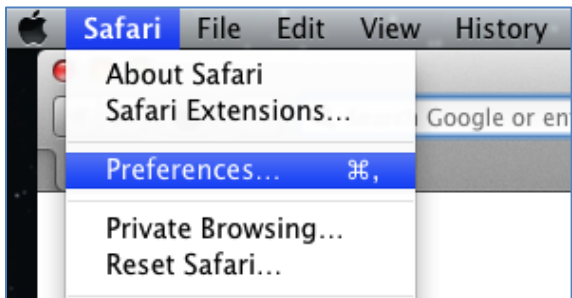 Safari File Edit View History
About Safari
Safari Extensions...
Google or en
Preferences... ⌘,
Private Browsing...
Reset Safari...